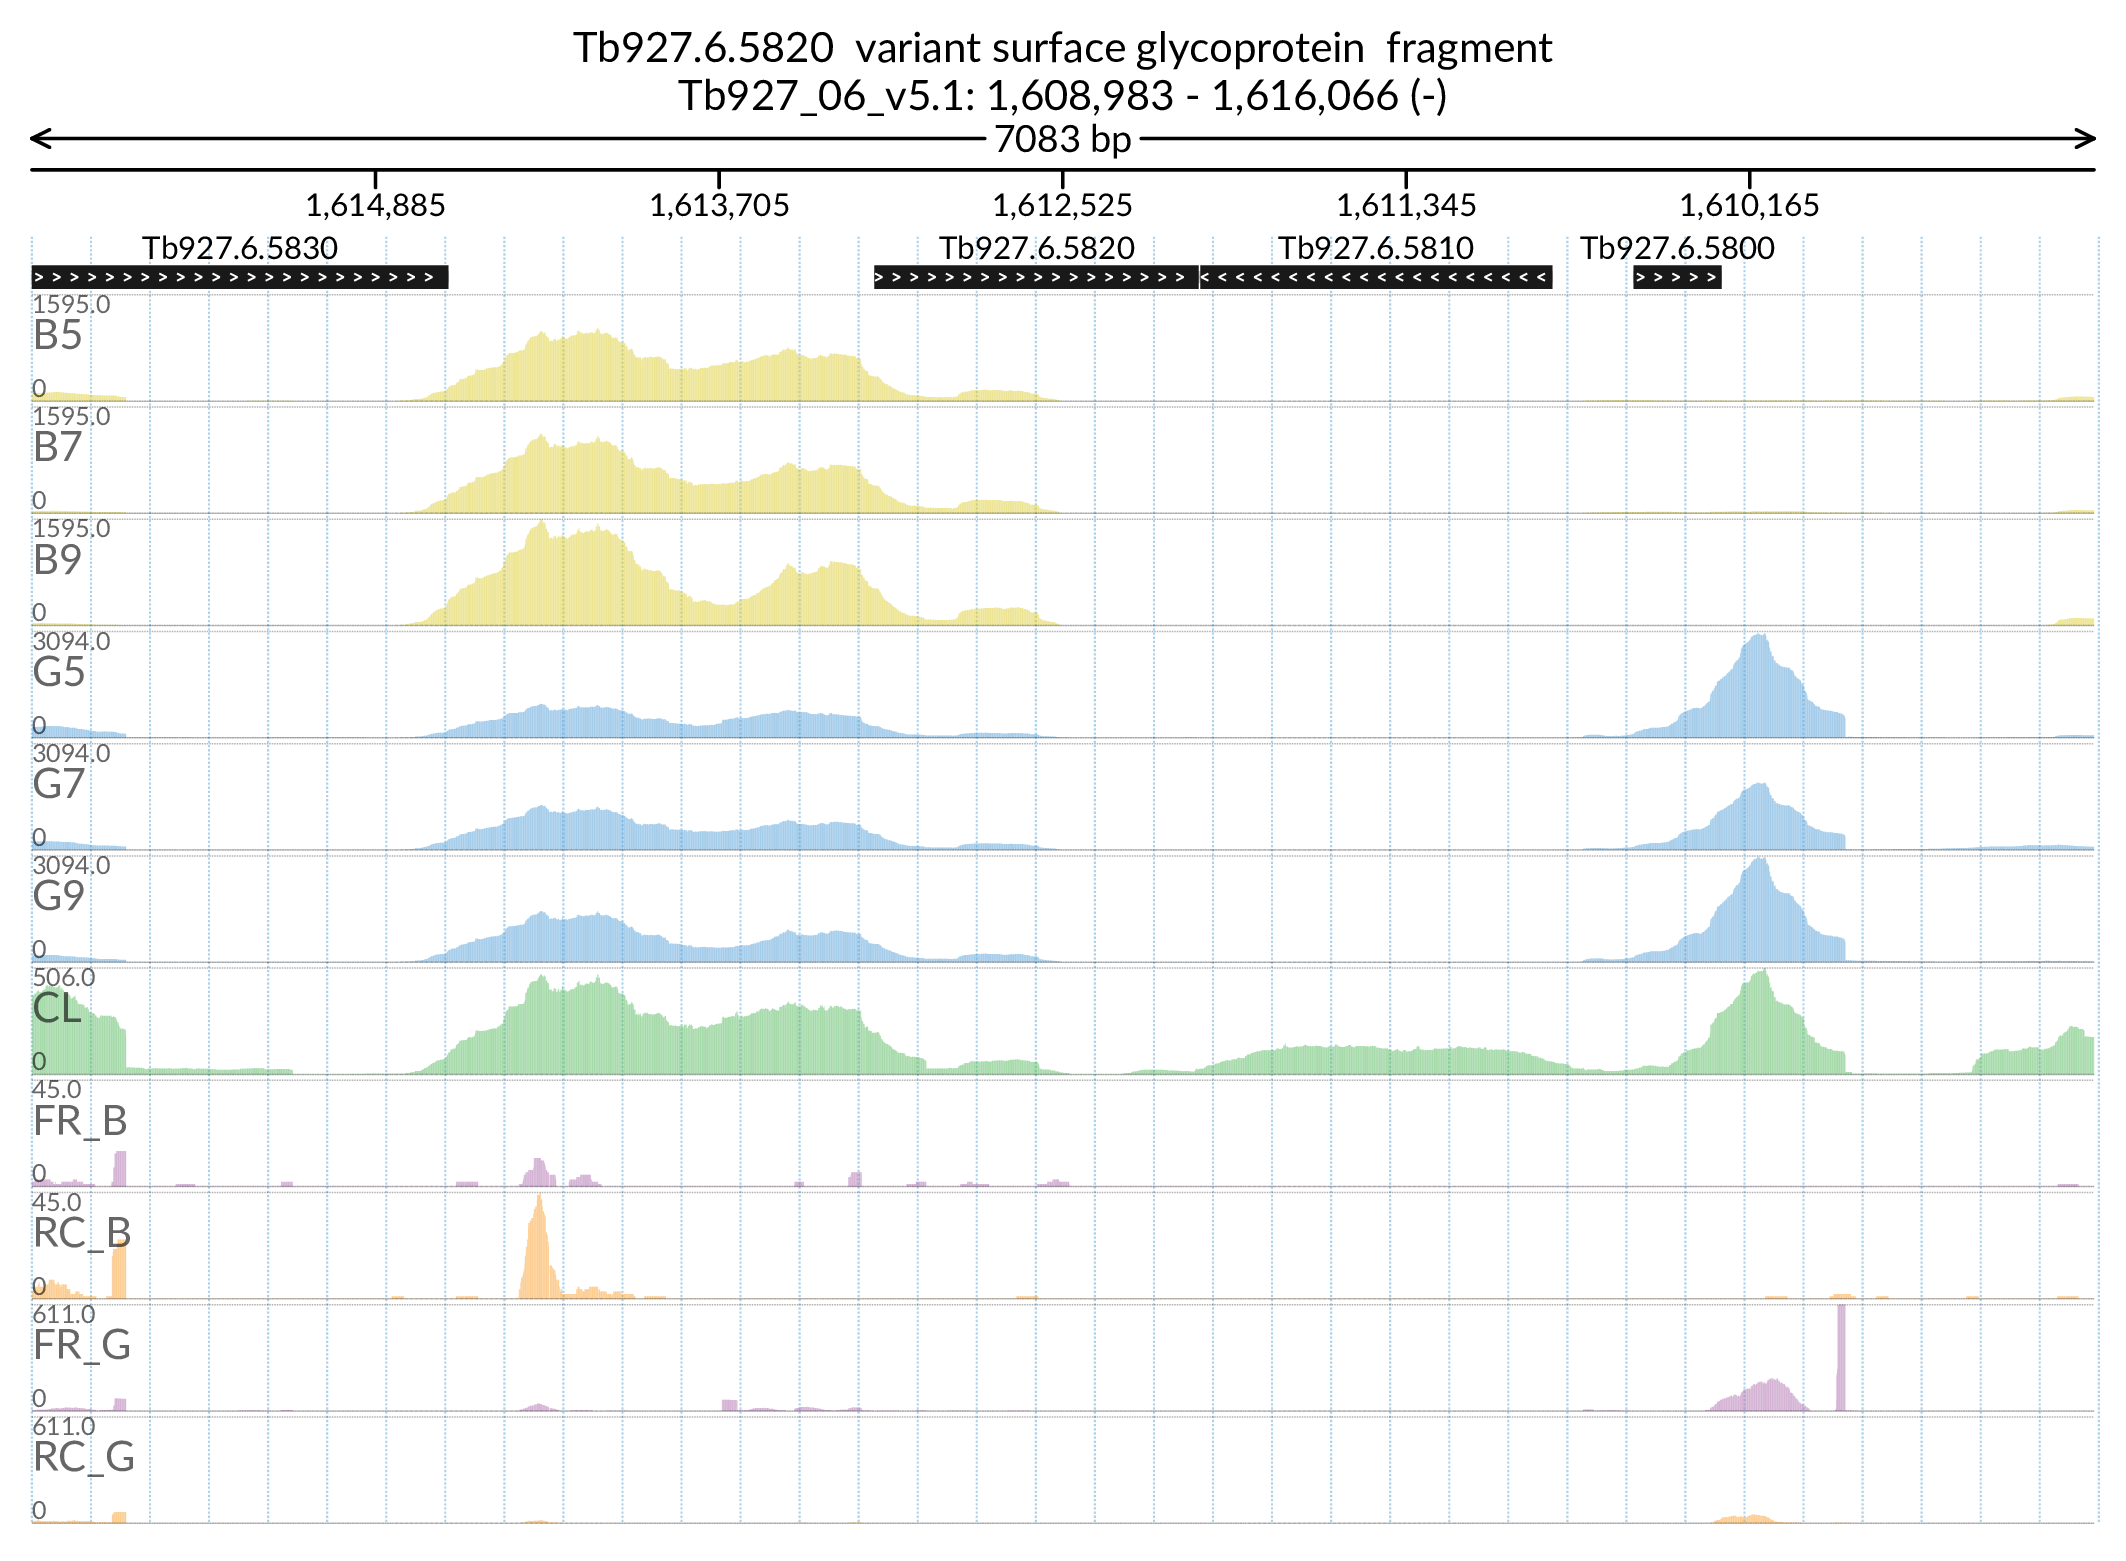 Tb927.6.5820 variant surface glycoprotein fragment
Tb927_06_v5.1: 1,608,983 - 1,616,066 (-)
7083 bp
1,614,885 1,613,705 1,612,525 1,611,345 1,610,165
Tb927.6.5830 Tb927.6.5820 Tb927.6.5810 Tb927.6.5800
1595.0
B5
0
1595.0
B7
0
1595.0
B9
0
3094.0
G5
0
3094.0
G7
0
3094.0
G9
0
506.0
CL
0
45.0
FR_B
0
45.0
RC_B
0
611.0
FR_G
0
611.0
RC_G
0